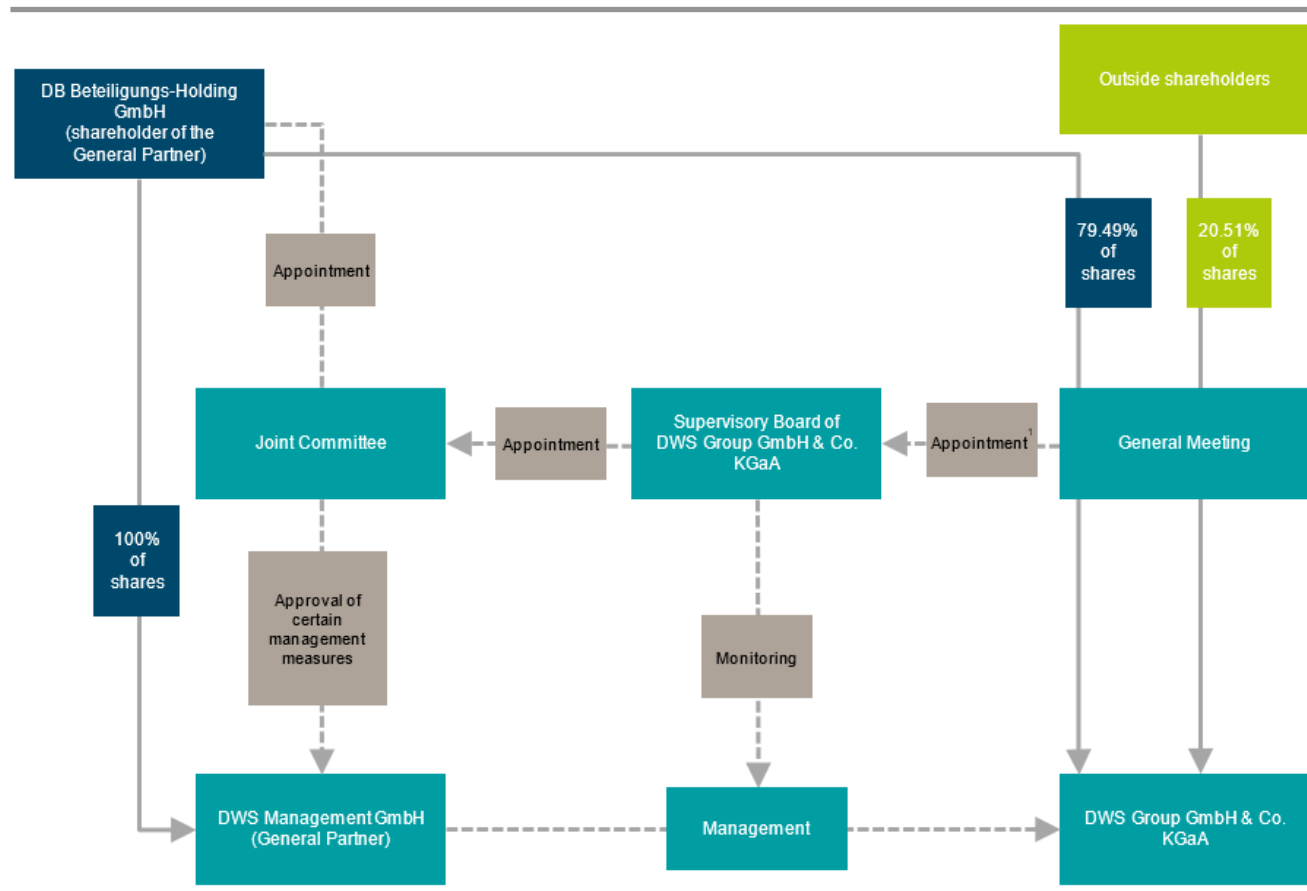 DB Beteiligungs-Holding
GmbH
(shareholder of the
General Partner)
Outside shareholders
79.49%
of
shares
20.51%
of
shares
Appointment
Joint Committee
Appointment
Supervisory Board of
DWS Group GmbH & Co.
KGaA
Appointment¹
General Meeting
100%
of
shares
Approval of
certain
management
measures
Monitoring
DWS Management GmbH
(General Partner)
Management
DWS Group GmbH & Co.
KGaA